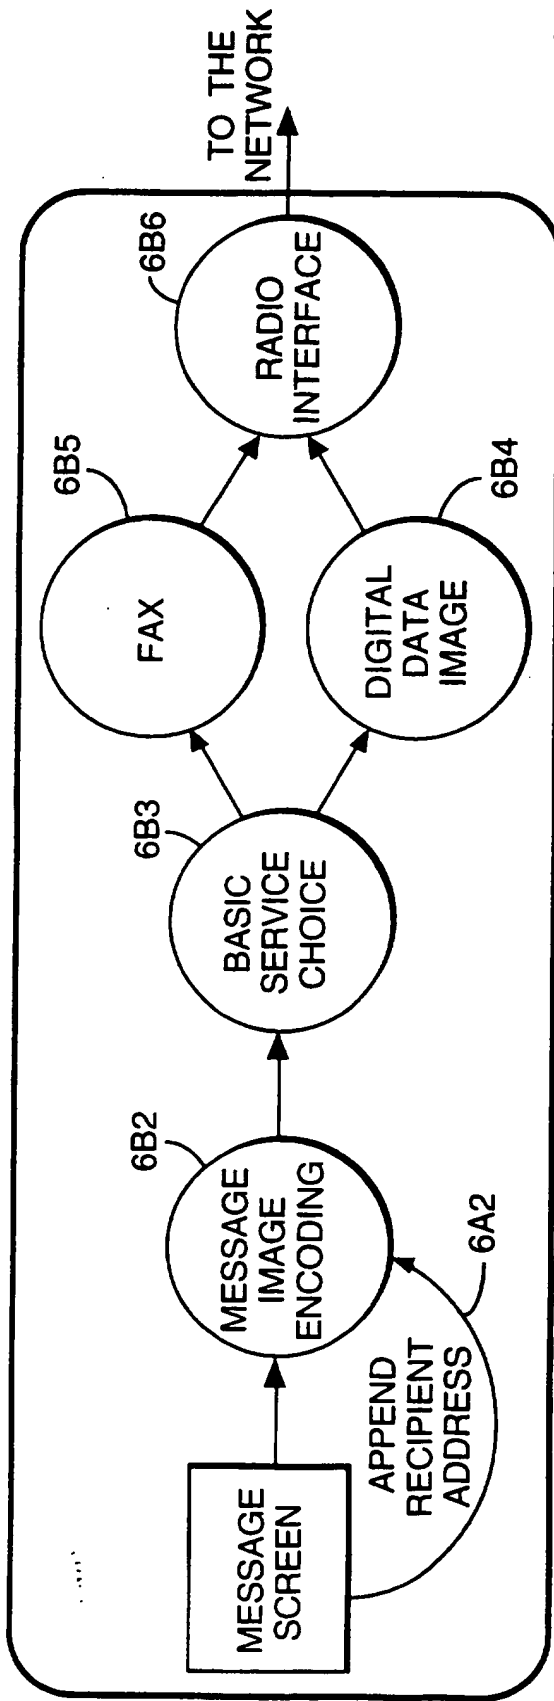 MESSAGE
SCREEN
APPEND
RECIPIENT
ADDRESS
6A2
MESSAGE
IMAGE
ENCODING
6B2
BASIC
SERVICE
CHOICE
6B3
FAX
6B5
DIGITAL
DATA
IMAGE
6B4
RADIO
INTERFACE
6B6
TO THE
NETWORK